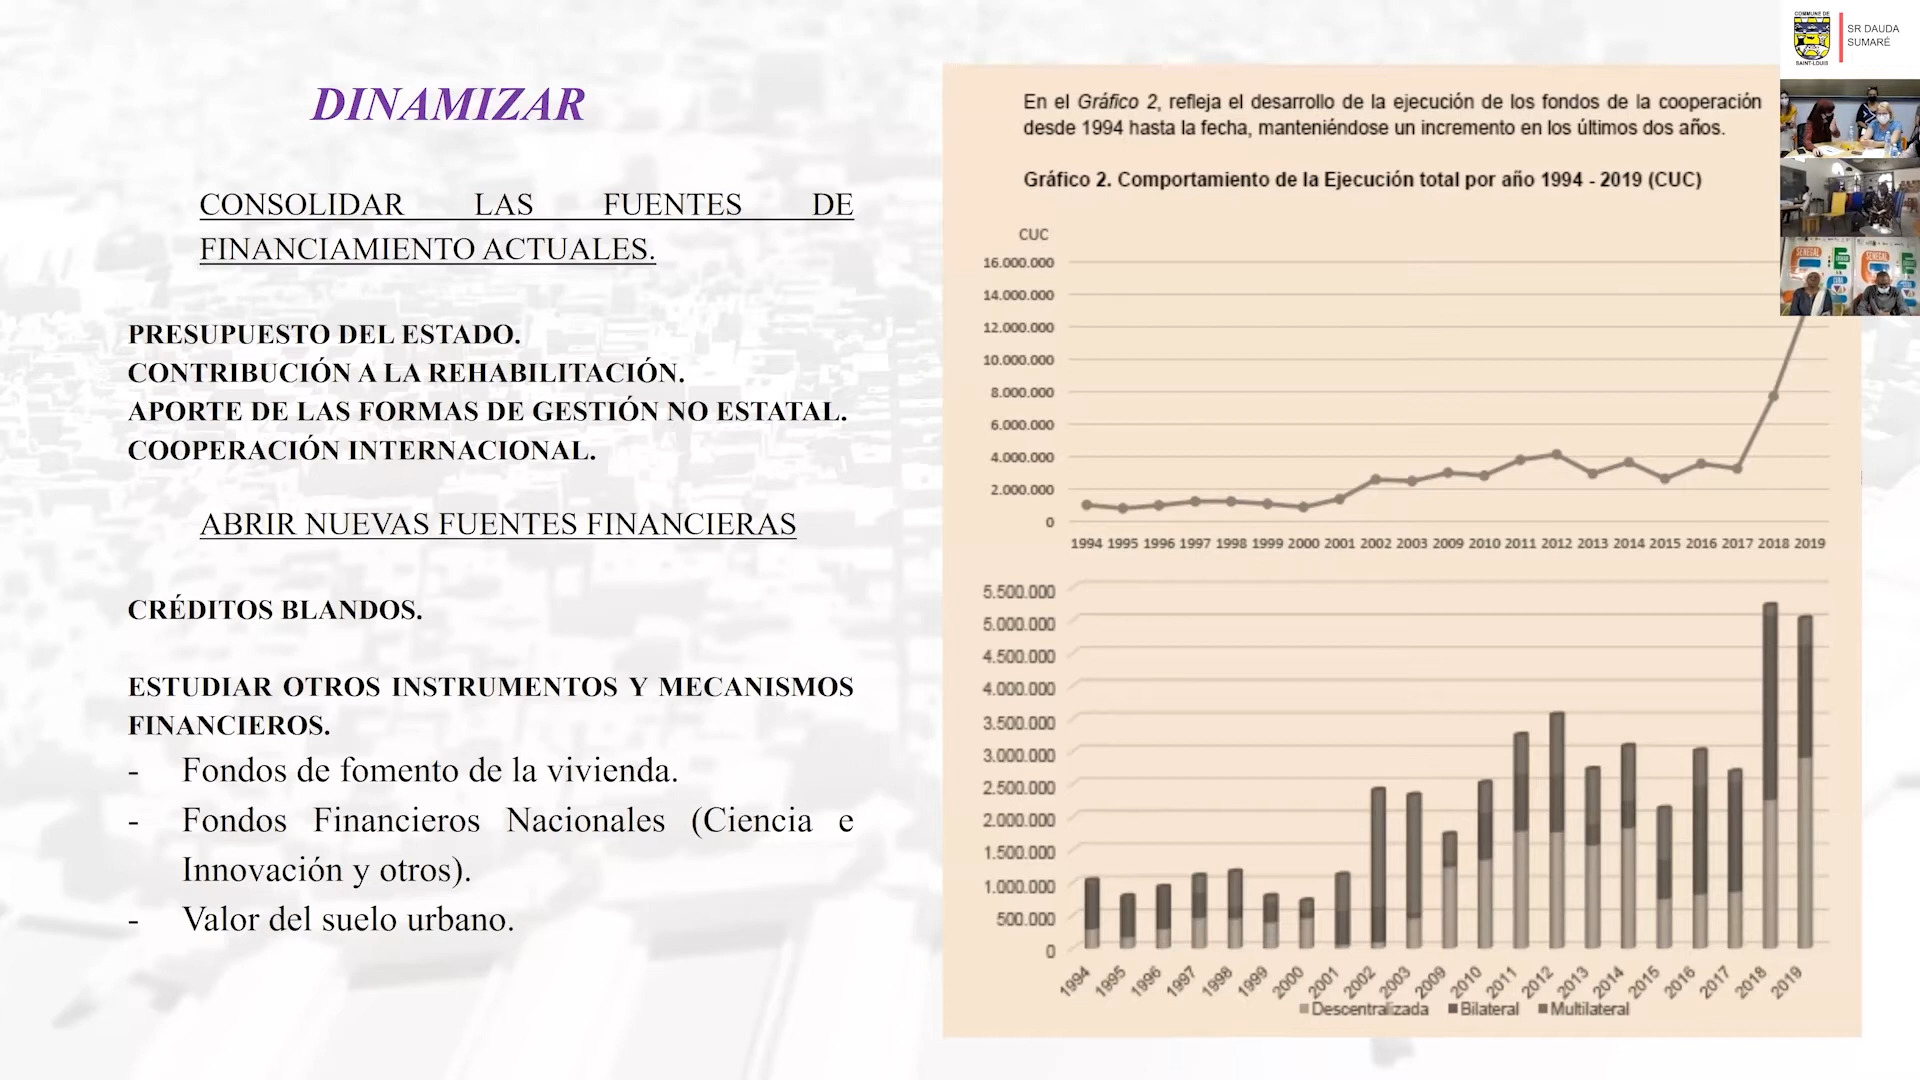 DINAMIZAR
CONSOLIDAR LAS FUENTES DE
FINANCIAMIENTO ACTUALES.
PRESUPUESTO DEL ESTADO.
CONTRIBUCIÓN A LA REHABILITACIÓN.
APORTE DE LAS FORMAS DE GESTIÓN NO ESTATAL.
COOPERACIÓN INTERNACIONAL.
ABRIR NUEVAS FUENTES FINANCIERAS
CRÉDITOS BLANDOS.
ESTUDIAR OTROS INSTRUMENTOS Y MECANISMOS
FINANCIEROS.
- Fondos de fomento de la vivienda.
- Fondos Financieros Nacionales (Ciencia e
Innovación y otros).
- Valor del suelo urbano.
En el Gráfico 2, refleja el desarrollo de la ejecución de los fondos de la cooperación
desde 1994 hasta la fecha, manteniéndose un incremento en los últimos dos años.
Gráfico 2. Comportamiento de la Ejecución total por año 1994 - 2019 (CUC)
CUC
16.000.000
14.000.000
12.000.000
10.000.000
8.000.000
6.000.000
4.000.000
2.000.000
0
1994 1995 1996 1997 1998 1999 2000 2001 2002 2003 2009 2010 2011 2012 2013 2014 2015 2016 2017 2018 2019
5.500.000
5.000.000
4.500.000
4.000.000
3.500.000
3.000.000
2.500.000
2.000.000
1.500.000
1.000.000
500.000
0
1994 1995 1996 1997 1998 1999 2000 2001 2002 2003 2009 2010 2011 2012 2013 2014 2015 2016 2017 2018 2019
Descentralizada Bilateral Multilateral
COMMUNE DE
SAINT-LOUIS
SR DAUDA
SUMARÉ
SENEGAL
SENEGAL
CUBA